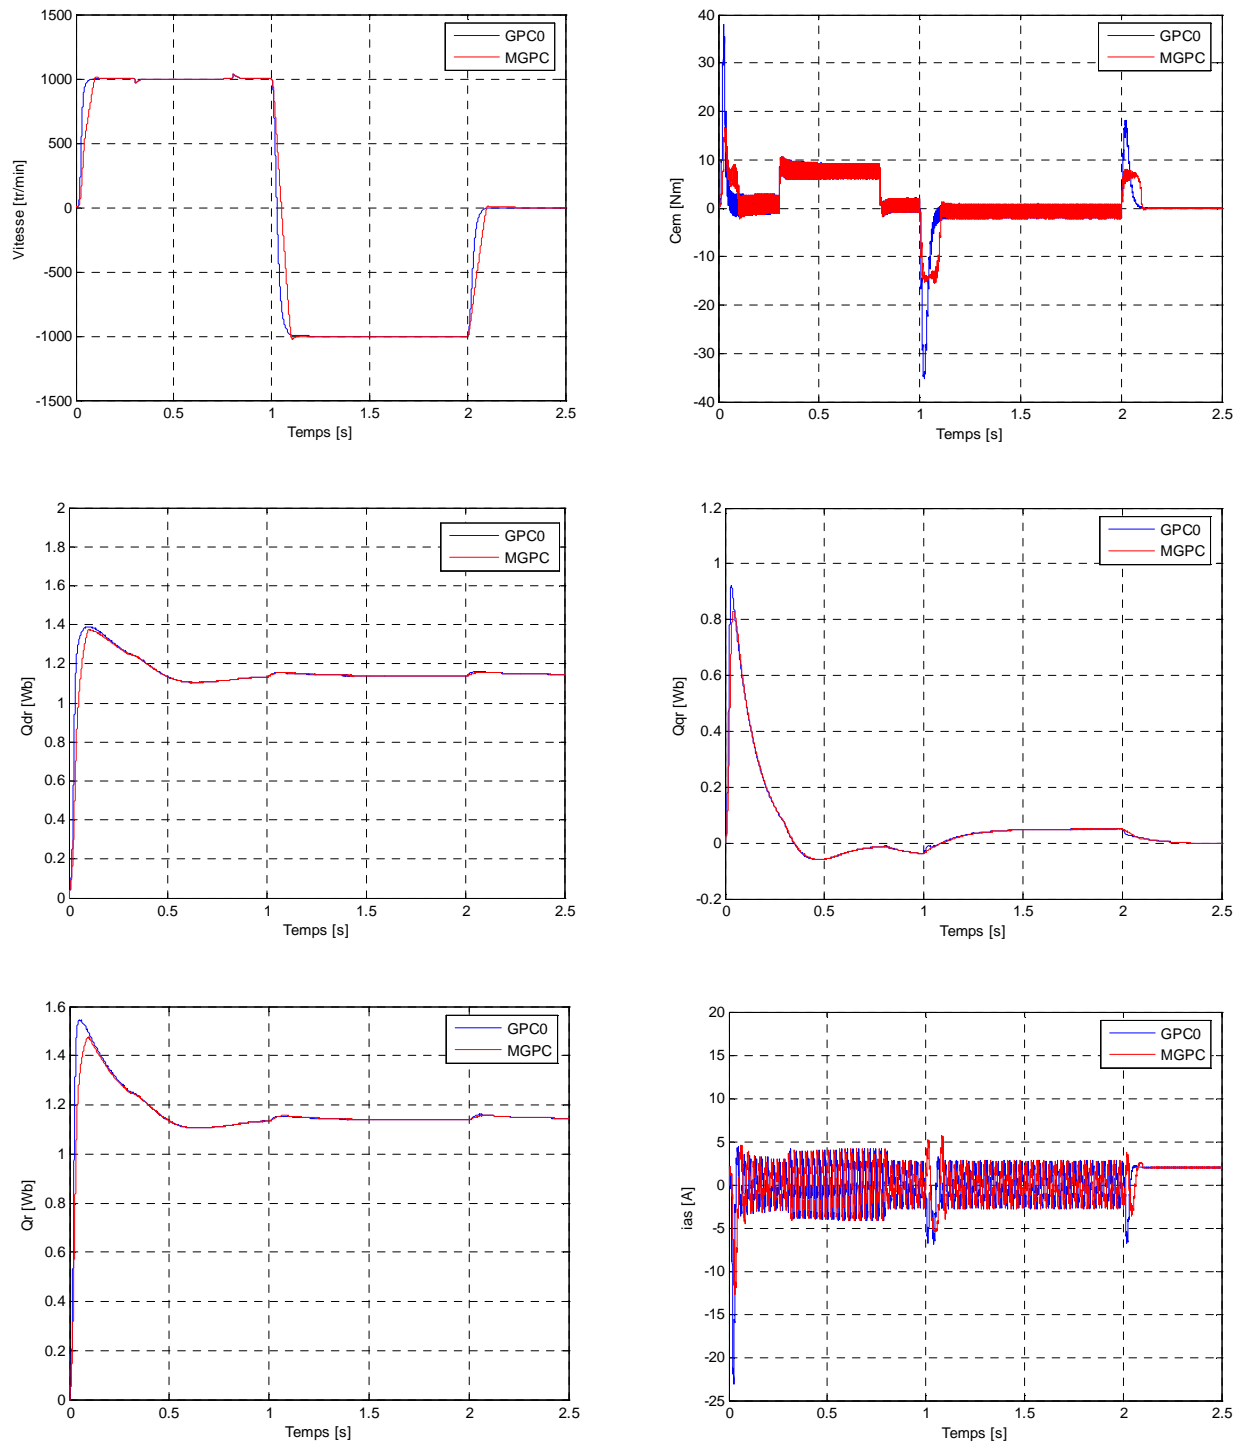 1500
1000
500
0
-500
-1000
-1500
Vitesse [tr/min]
GPC0
MGPC
0 0.5 1 1.5 2 2.5
Temps [s]
40
30
20
10
0
-10
-20
-30
-40
Cem [Nm]
GPC0
MGPC
0 0.5 1 1.5 2 2.5
Temps [s]
2
1.8
1.6
1.4
1.2
1
0.8
0.6
0.4
0.2
0
Qdr [Wb]
GPC0
MGPC
0 0.5 1 1.5 2 2.5
Temps [s]
1.2
1
0.8
0.6
0.4
0.2
0
-0.2
Qqr [Wb]
GPC0
MGPC
0 0.5 1 1.5 2 2.5
Temps [s]
1.6
1.4
1.2
1
0.8
0.6
0.4
0.2
0
Qr [Wb]
GPC0
MGPC
0 0.5 1 1.5 2 2.5
Temps [s]
20
15
10
5
0
-5
-10
-15
-20
-25
ias [A]
GPC0
MGPC
0 0.5 1 1.5 2 2.5
Temps [s]